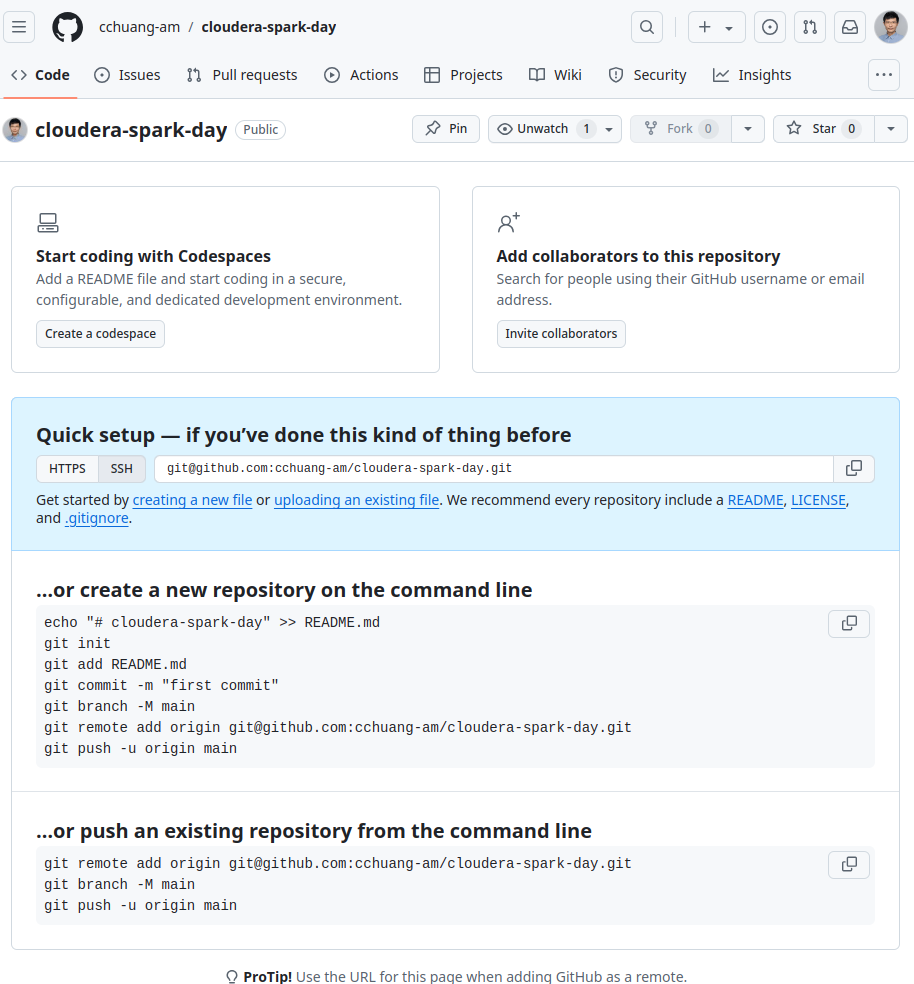 cchuang-am / cloudera-spark-day
Code Issues Pull requests Actions Projects Wiki Security Insights
cloudera-spark-day Public Pin Unwatch 1 Fork 0 Star 0
Start coding with Codespaces
Add a README file and start coding in a secure,
configurable, and dedicated development environment.
Create a codespace
Add collaborators to this repository
Search for people using their GitHub username or email
address.
Invite collaborators
Quick setup — if you’ve done this kind of thing before
HTTPS SSH git@github.com:cchuang-am/cloudera-spark-day.git
Get started by creating a new file or uploading an existing file. We recommend every repository include a README, LICENSE,
and .gitignore.
…or create a new repository on the command line
echo "# cloudera-spark-day" >> README.md
git init
git add README.md
git commit -m "first commit"
git branch -M main
git remote add origin git@github.com:cchuang-am/cloudera-spark-day.git
git push -u origin main
…or push an existing repository from the command line
git remote add origin git@github.com:cchuang-am/cloudera-spark-day.git
git branch -M main
git push -u origin main
ProTip! Use the URL for this page when adding GitHub as a remote.